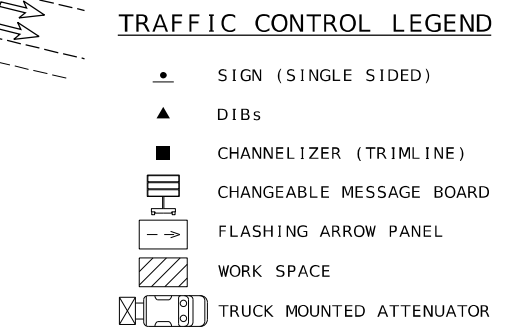 TRAFFIC CONTROL LEGEND
SIGN (SINGLE SIDED)
DIBs
CHANNELIZER (TRIMLINE)
CHANGEABLE MESSAGE BOARD
FLASHING ARROW PANEL
WORK SPACE
TRUCK MOUNTED ATTENUATOR